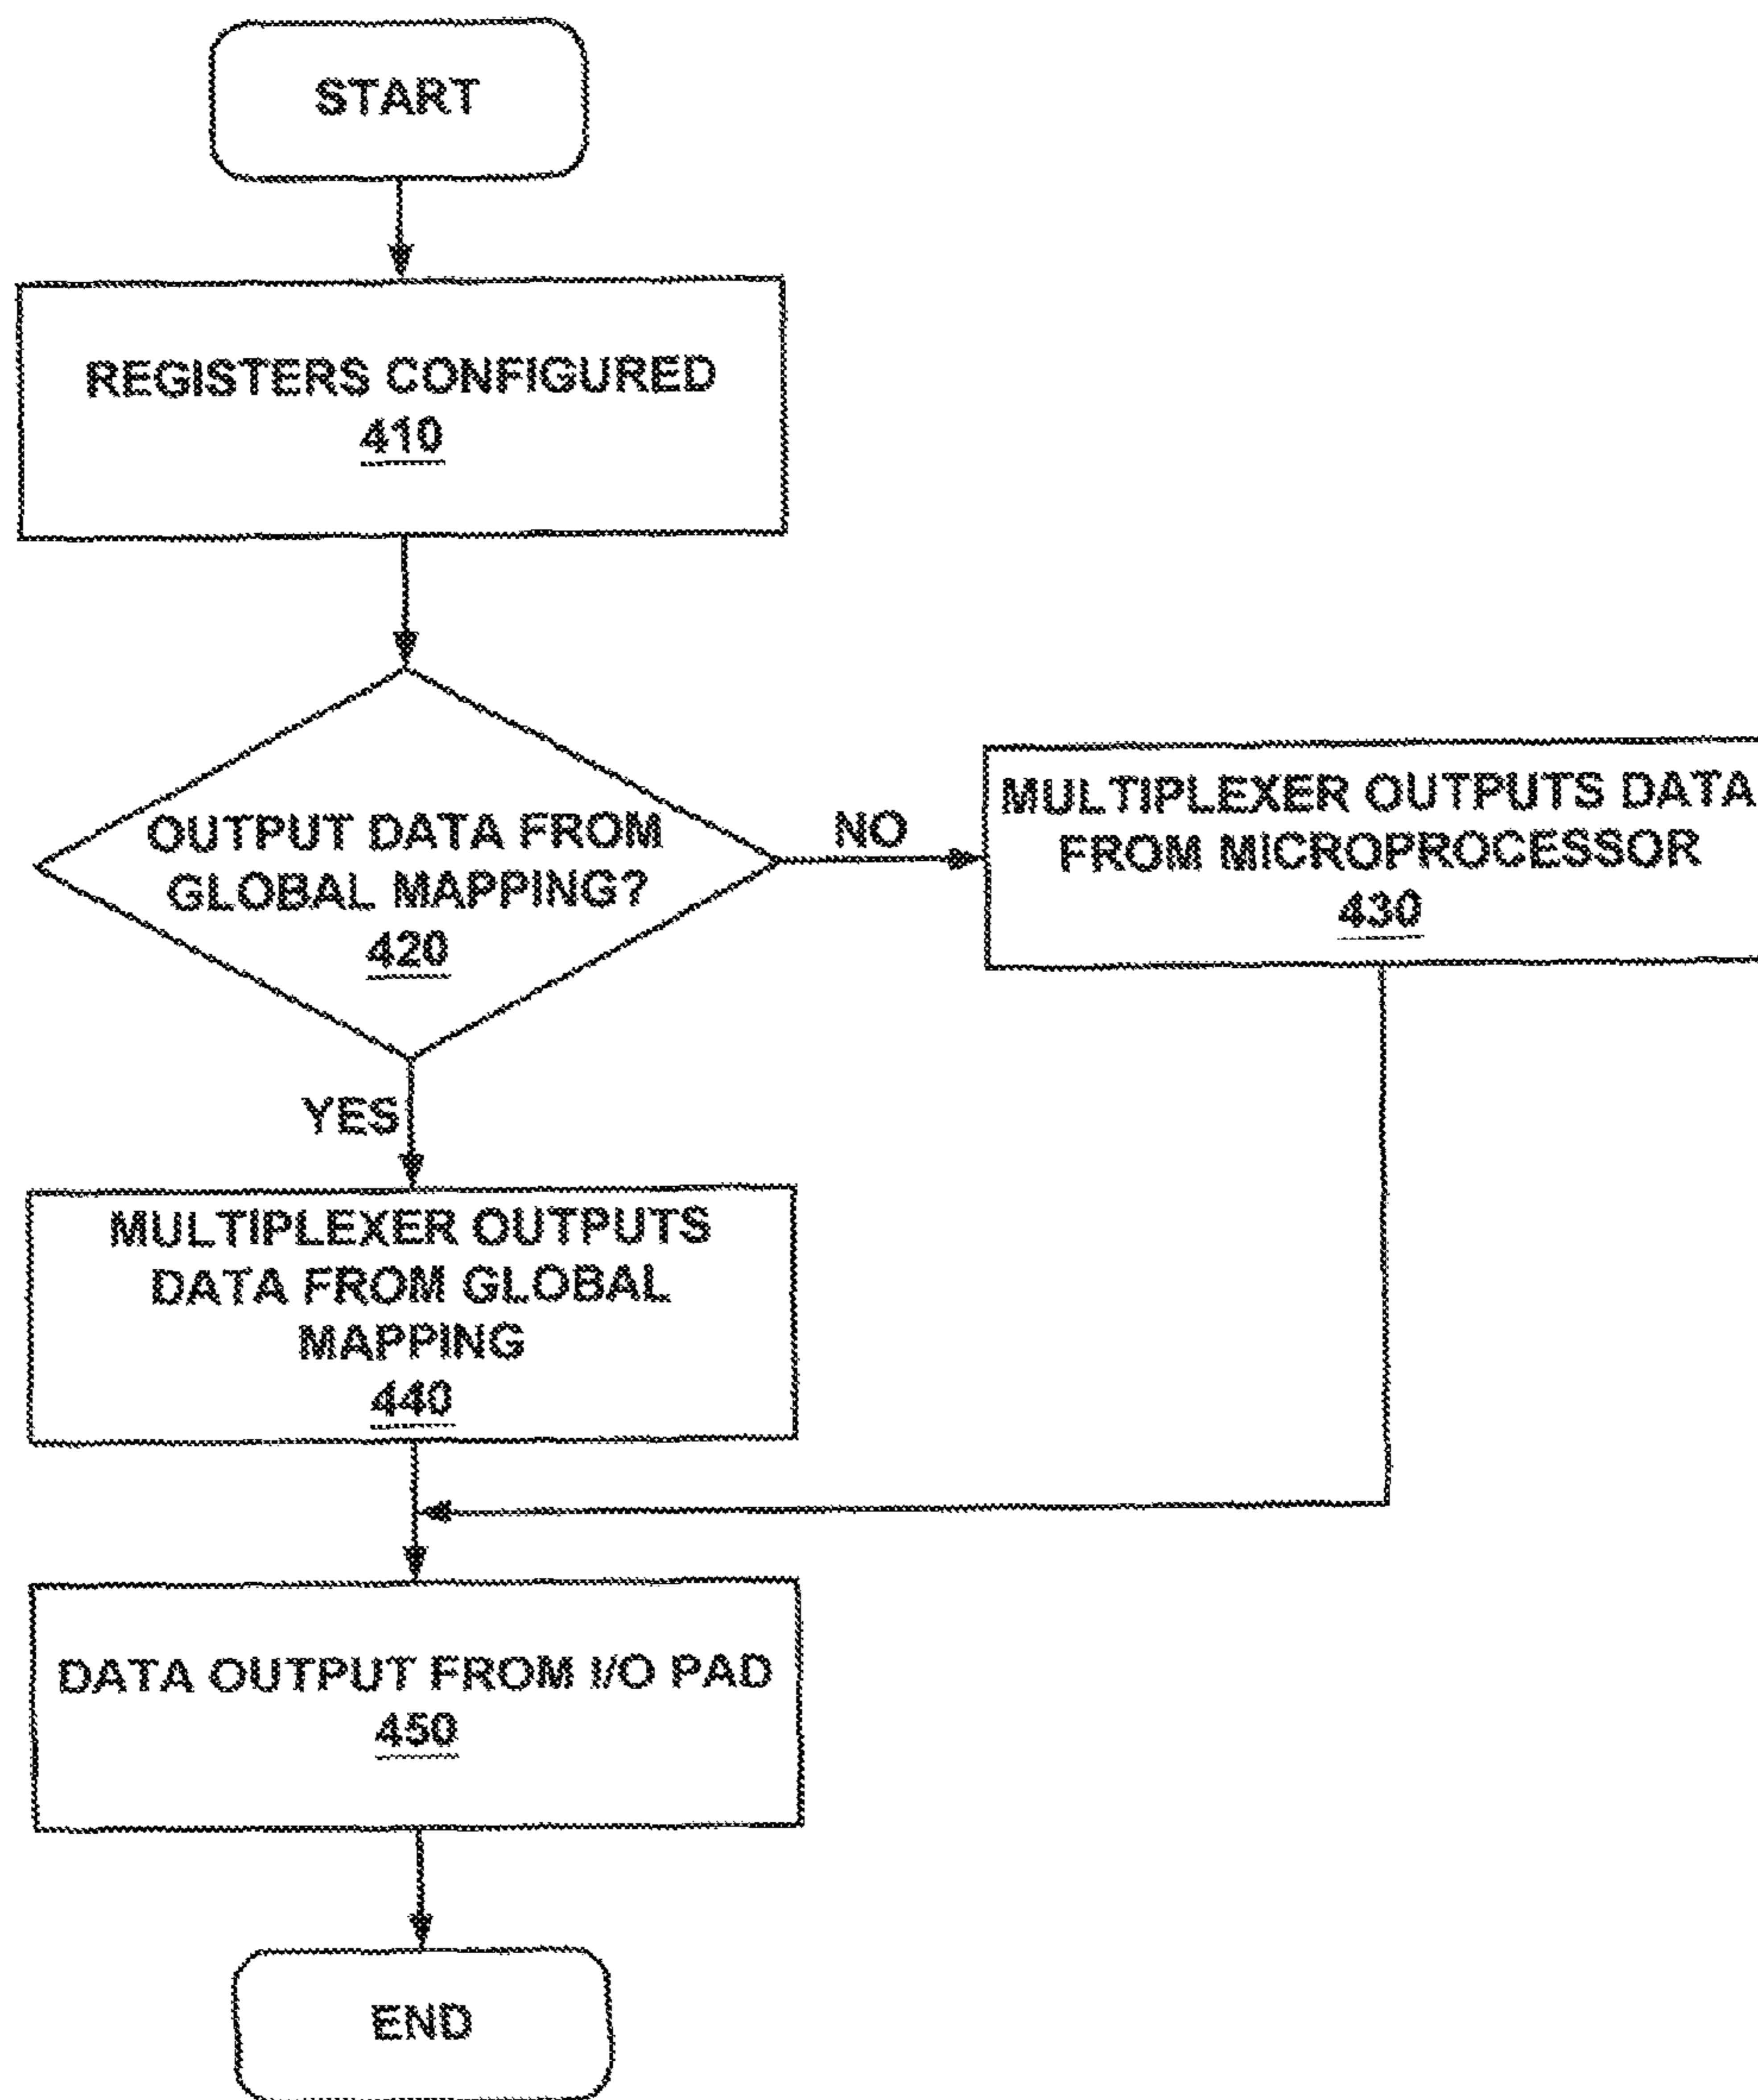 START
REGISTERS CONFIGURED
410
OUTPUT DATA FROM
GLOBAL MAPPING?
420
NO
MULTIPLEXER OUTPUTS DATA
FROM MICROPROCESSOR
430
YES
MULTIPLEXER OUTPUTS
DATA FROM GLOBAL
MAPPING
440
DATA OUTPUT FROM I/O PAD
450
END